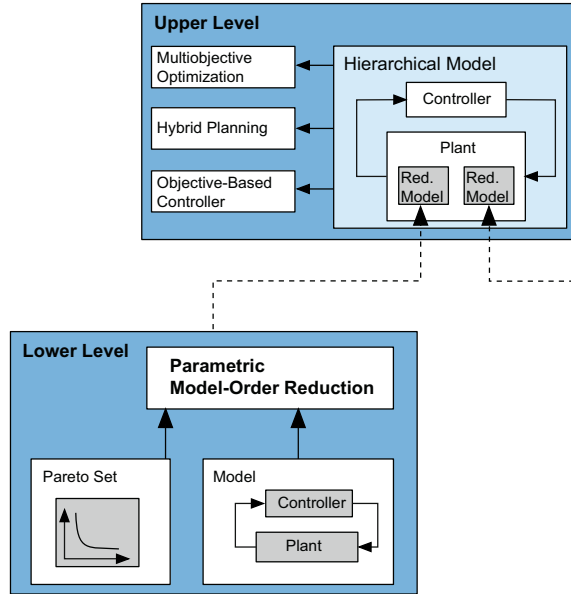 Upper Level
Multiobjective
Optimization
Hybrid Planning
Objective-Based
Controller
Hierarchical Model
Controller
Plant
Red.
Model
Red.
Model
Lower Level
Parametric
Model-Order Reduction
Pareto Set
Model
Controller
Plant